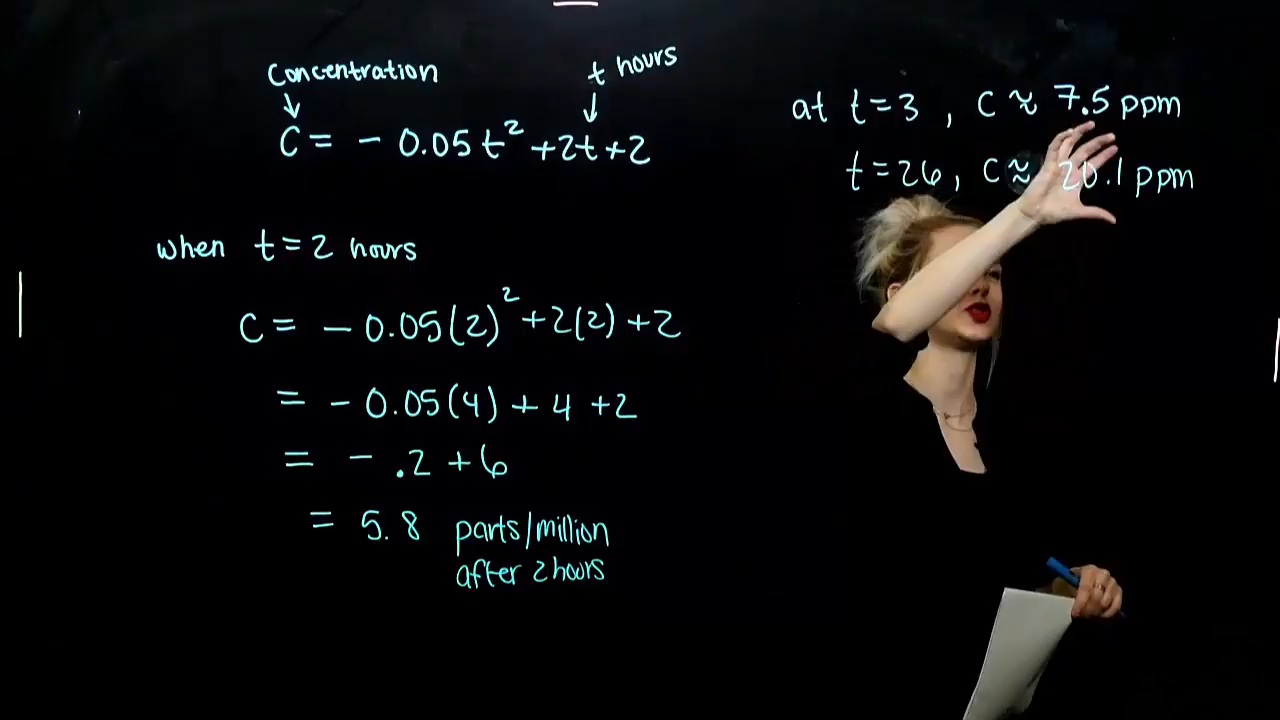 Concentration
t hours
C = - 0.05t² + 2t + 2
when t = 2 hours
C = - 0.05(2)² + 2(2) + 2
= - 0.05(4) + 4 + 2
= - .2 + 6
= 5.8 parts/million
after 2 hours
at t = 3 , C ≈ 7.5 ppm
t = 26 , C ≈ 20.1 ppm